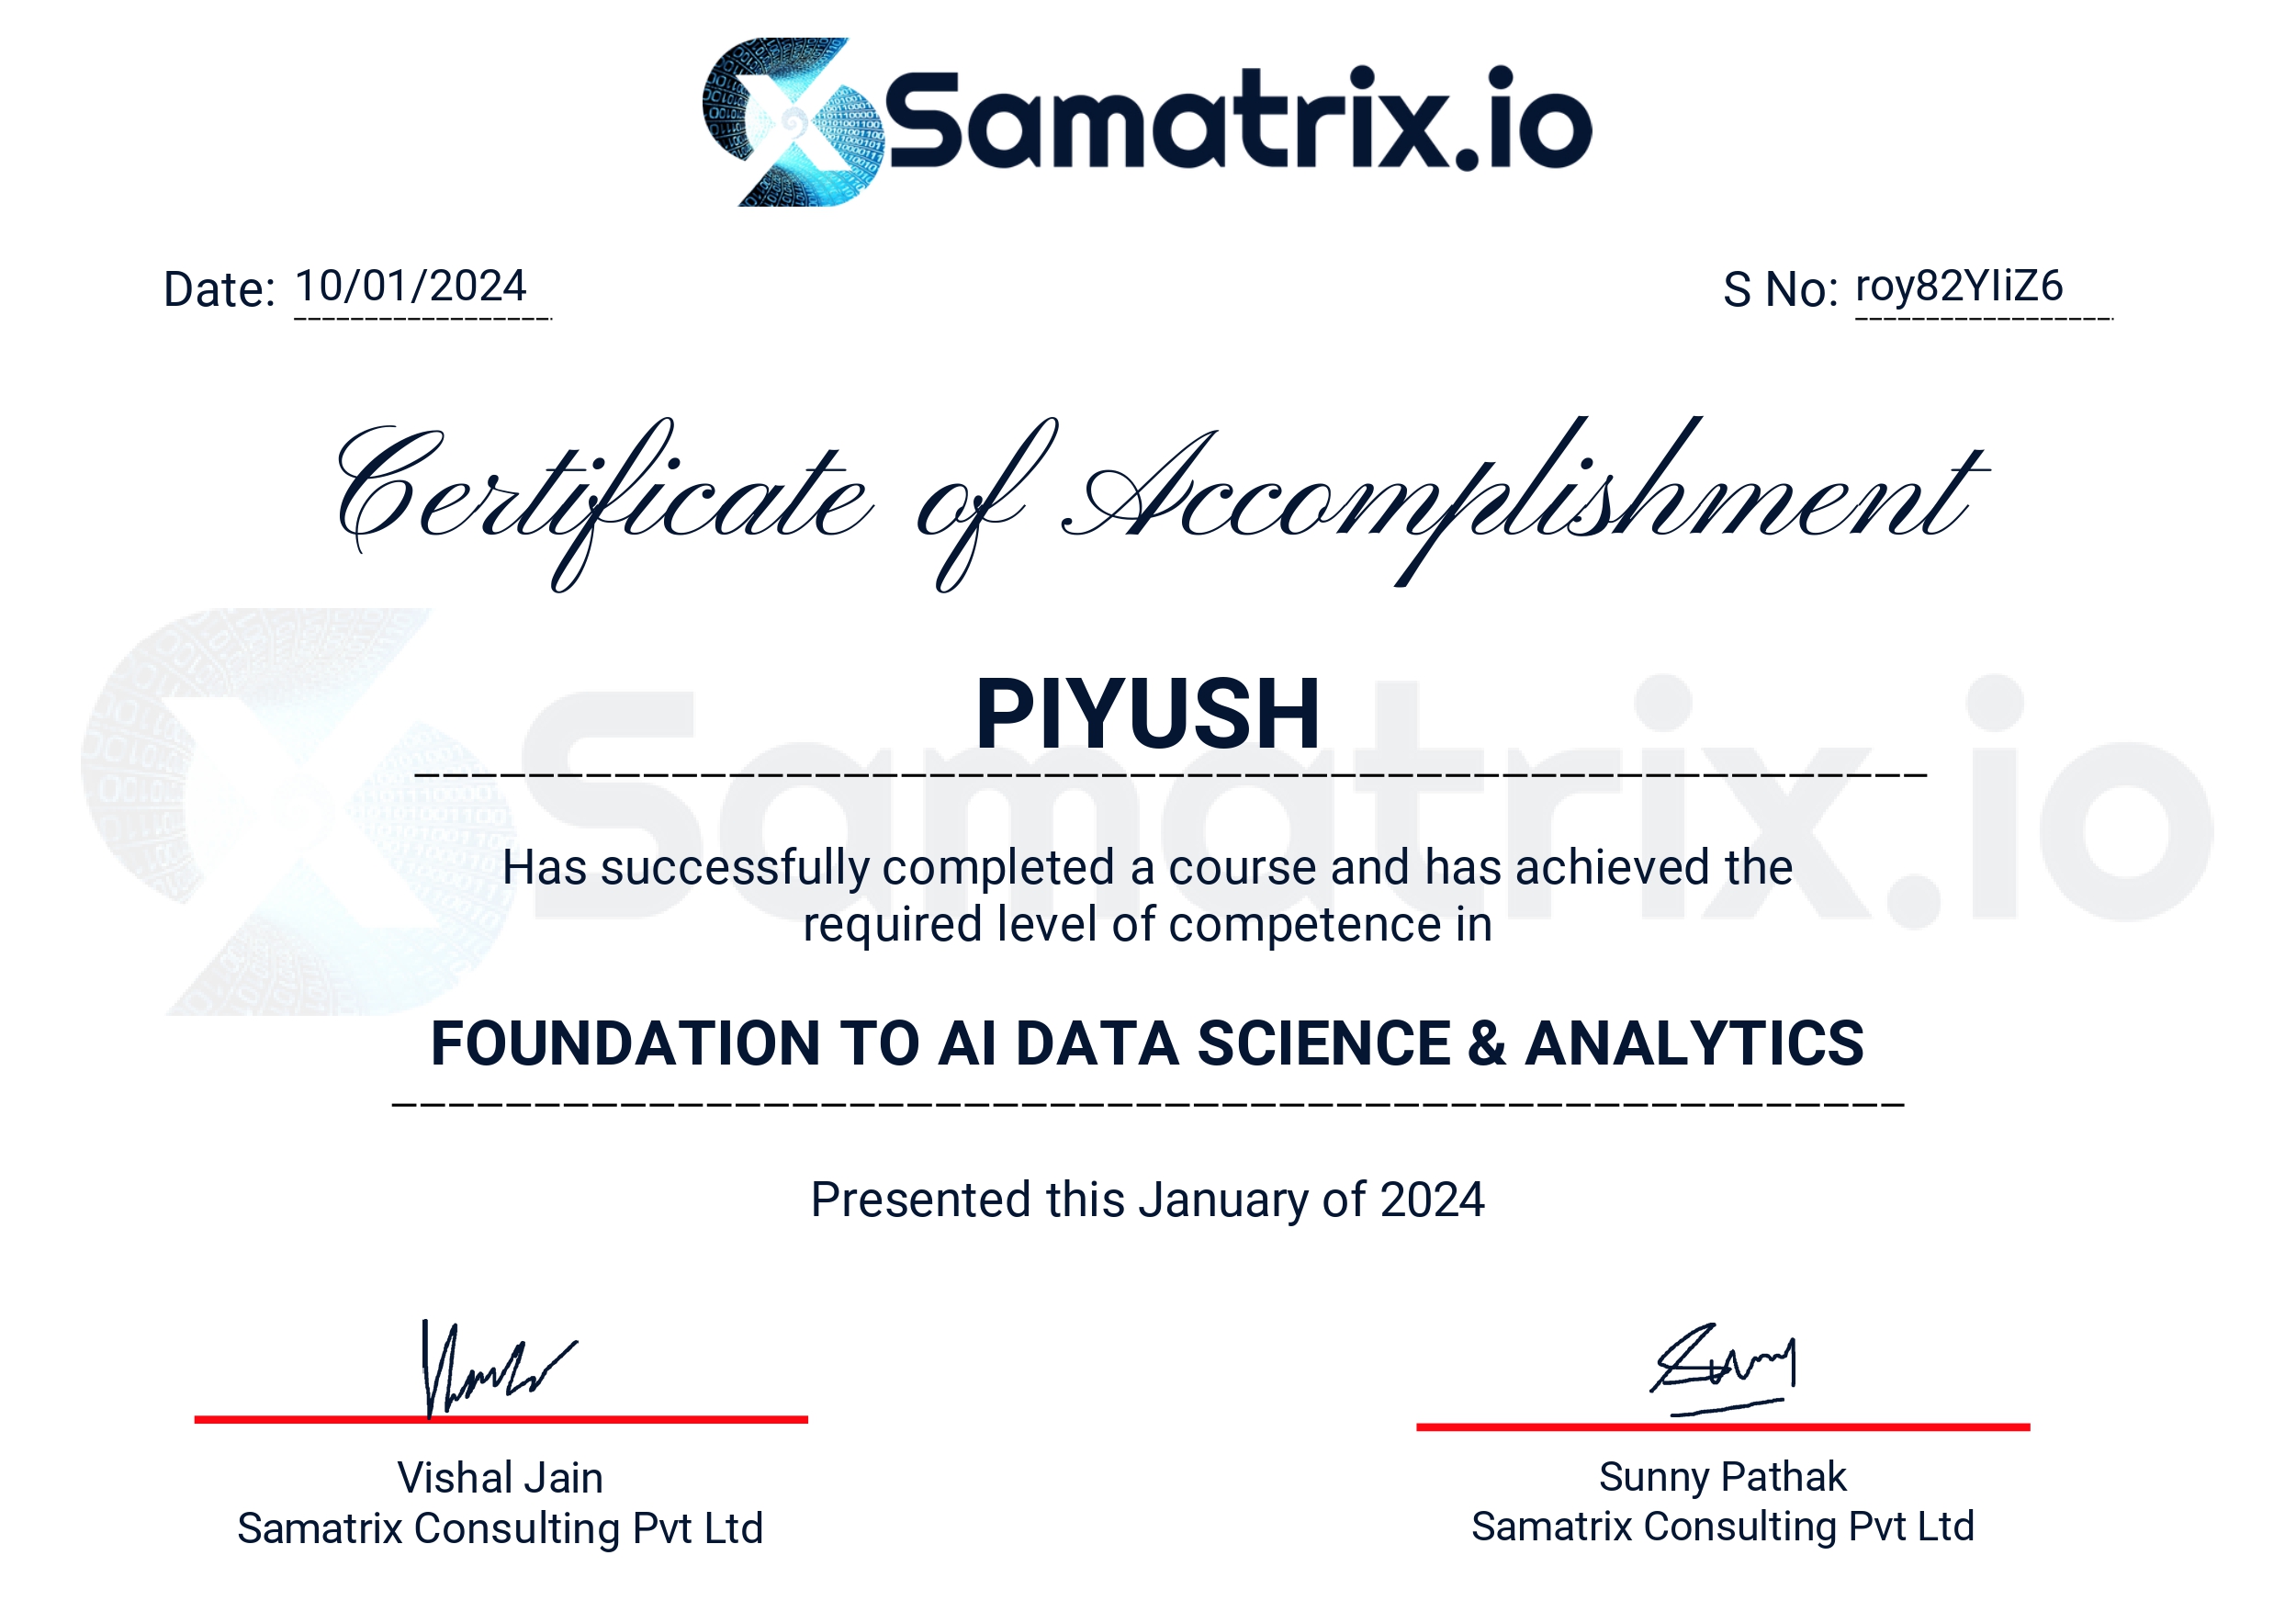 Samatrix.io
Date: 10/01/2024
S No: roy82YIiZ6
Certificate of Accomplishment
PIYUSH
Samatrix.io
Has successfully completed a course and has achieved the
required level of competence in
FOUNDATION TO AI DATA SCIENCE & ANALYTICS
Presented this January of 2024
Vishal Jain
Samatrix Consulting Pvt Ltd
Sunny Pathak
Samatrix Consulting Pvt Ltd